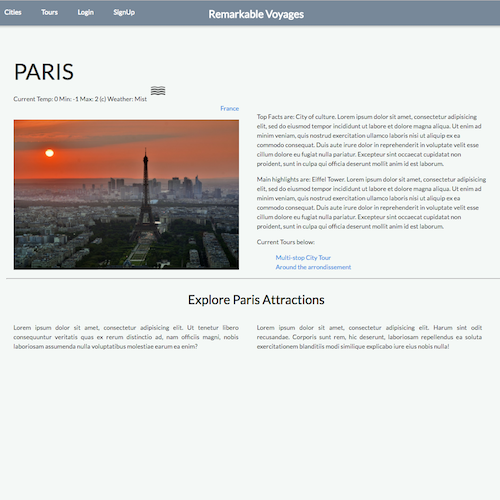 Cities Tours Login SignUp Remarkable Voyages
PARIS
Current Temp: 0 Min: -1 Max: 2 (c) Weather: Mist
France
Top Facts are: City of culture. Lorem ipsum dolor sit amet, consectetur adipisicing
elit, sed do eiusmod tempor incididunt ut labore et dolore magna aliqua. Ut enim ad
minim veniam, quis nostrud exercitation ullamco laboris nisi ut aliquip ex ea
commodo consequat. Duis aute irure dolor in reprehenderit in voluptate velit esse
cillum dolore eu fugiat nulla pariatur. Excepteur sint occaecat cupidatat non
proident, sunt in culpa qui officia deserunt mollit anim id est laborum.
Main highlights are: Eiffel Tower. Lorem ipsum dolor sit amet, consectetur adipisicing
elit, sed do eiusmod tempor incididunt ut labore et dolore magna aliqua. Ut enim ad
minim veniam, quis nostrud exercitation ullamco laboris nisi ut aliquip ex ea
commodo consequat. Duis aute irure dolor in reprehenderit in voluptate velit esse
cillum dolore eu fugiat nulla pariatur. Excepteur sint occaecat cupidatat non
proident, sunt in culpa qui officia deserunt mollit anim id est laborum.
Current Tours below:
Multi-stop City Tour
Around the arrondissement
Explore Paris Attractions
Lorem ipsum dolor sit amet, consectetur adipisicing elit. Ut tenetur libero
consequuntur veritatis quas ex rerum distinctio ad, nam officiis magni, nobis
laboriosam assumenda nulla voluptatibus molestiae earum ea enim?
Lorem ipsum dolor sit amet, consectetur adipisicing elit. Harum sint odit
recusandae. Corporis sunt rem, hic deserunt, laboriosam repellendus ea soluta
exercitationem blanditiis modi similique explicabo iure eius nobis nulla!